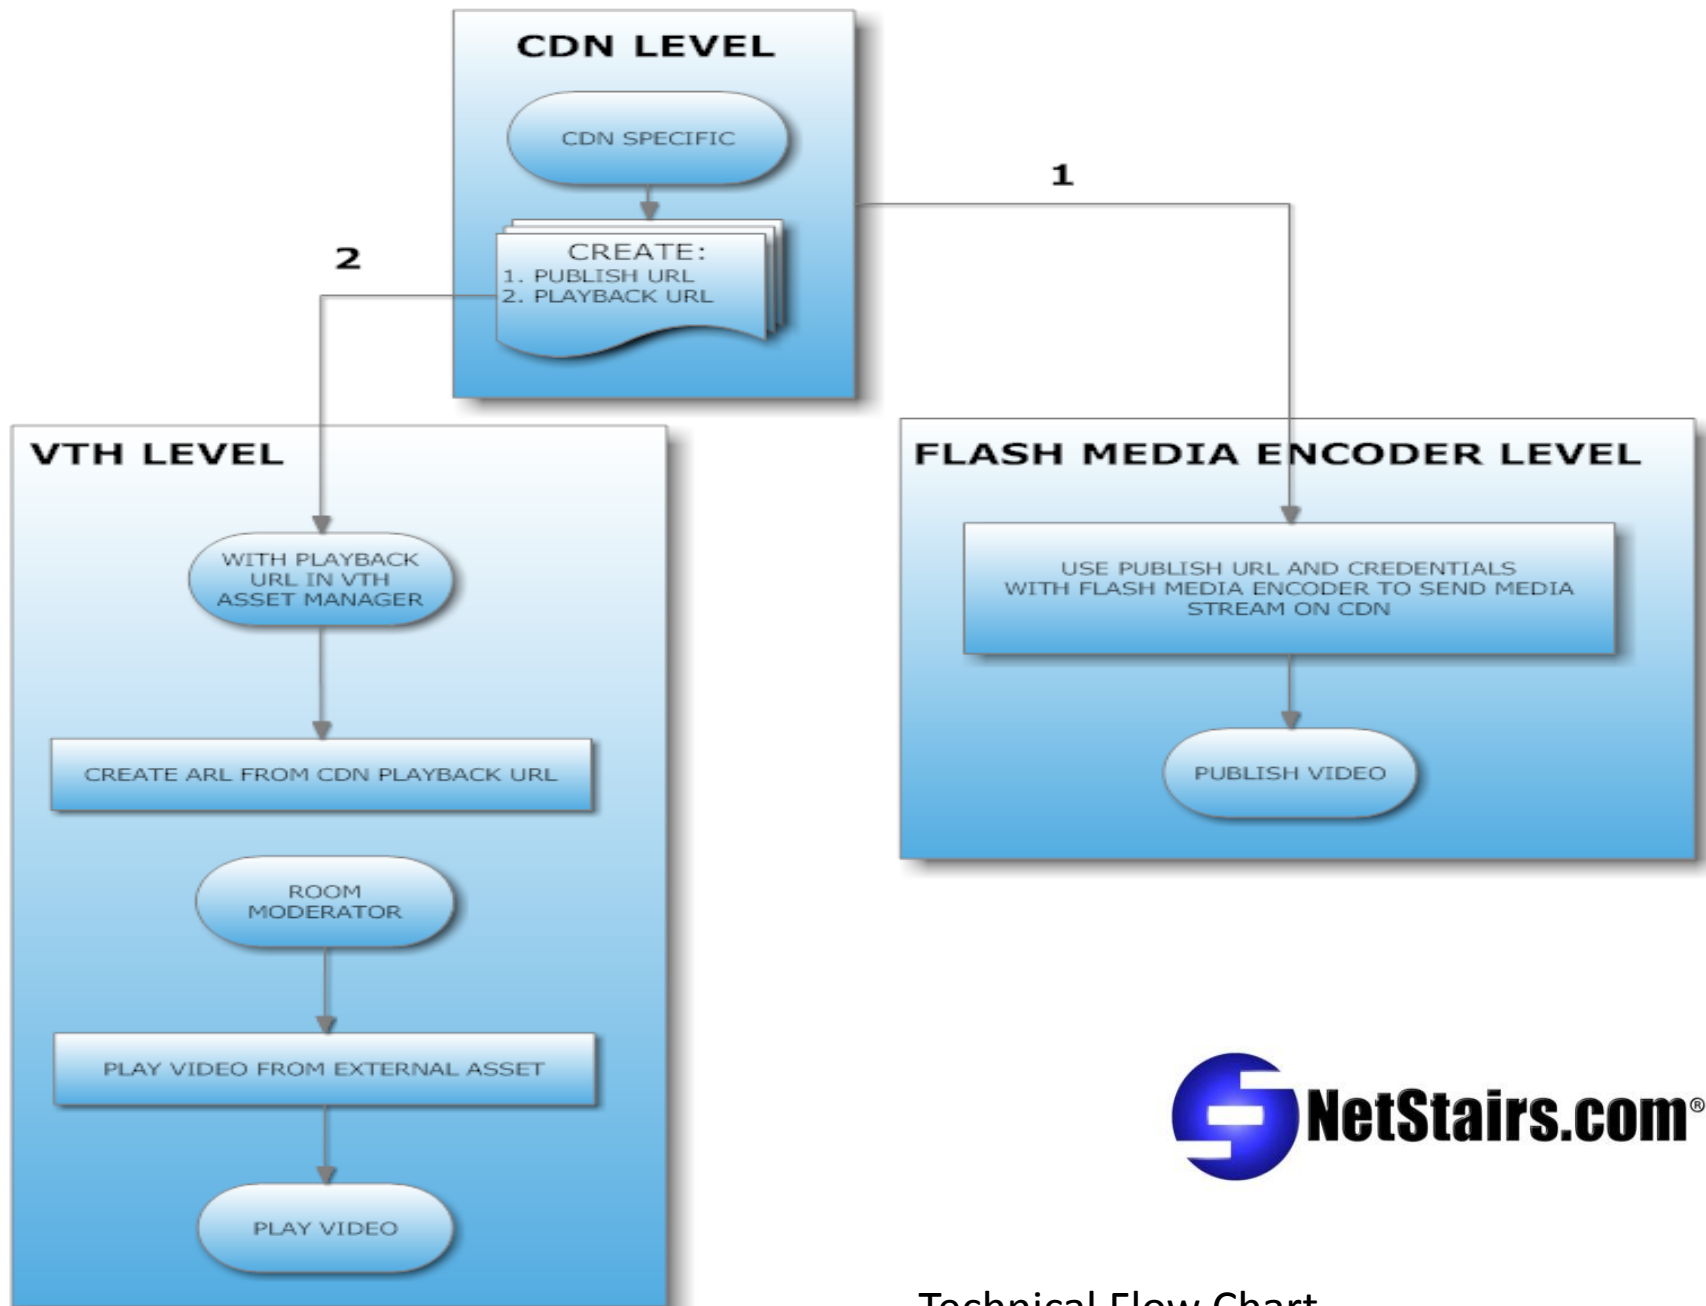 CDN LEVEL
CDN SPECIFIC
1
2
CREATE:
1. PUBLISH URL
2. PLAYBACK URL
VTH LEVEL
WITH PLAYBACK
URL IN VTH
ASSET MANAGER
CREATE ARL FROM CDN PLAYBACK URL
ROOM
MODERATOR
PLAY VIDEO FROM EXTERNAL ASSET
PLAY VIDEO
FLASH MEDIA ENCODER LEVEL
USE PUBLISH URL AND CREDENTIALS
WITH FLASH MEDIA ENCODER TO SEND MEDIA
STREAM ON CDN
PUBLISH VIDEO
NetStairs.com®
Technical Flow Chart